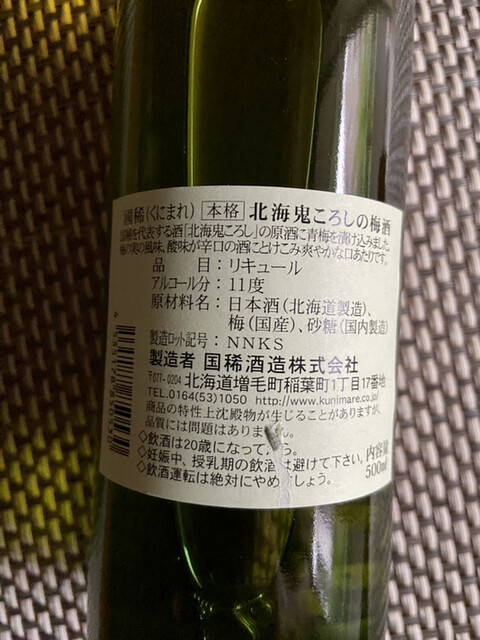 國稀(くにまれ) 本格 北海鬼ころしの梅酒
国稀を代表する酒「北海鬼ころし」の原酒に青梅を漬け込みました。
梅の実の風味、酸味が辛口の酒にとけこみ爽やかな口あたりです。
品 目：リキュール
アルコール分：11度
原材料名：日本酒(北海道製造)、
梅(国産)、砂糖(国内製造)
製造ロット記号：NNKS
製造者 国稀酒造株式会社
〒077-0204 北海道増毛町稲葉町1丁目17番地
TEL.0164(53)1050 http://www.kunimare.co.jp/
商品の特性上沈殿物が生じることがありますが、
品質には問題はありません。
◇飲酒は20歳になってから。
◇妊娠中、授乳期の飲酒は避けて下さい。
◇飲酒運転は絶対にやめましょう。
内容量
500ml